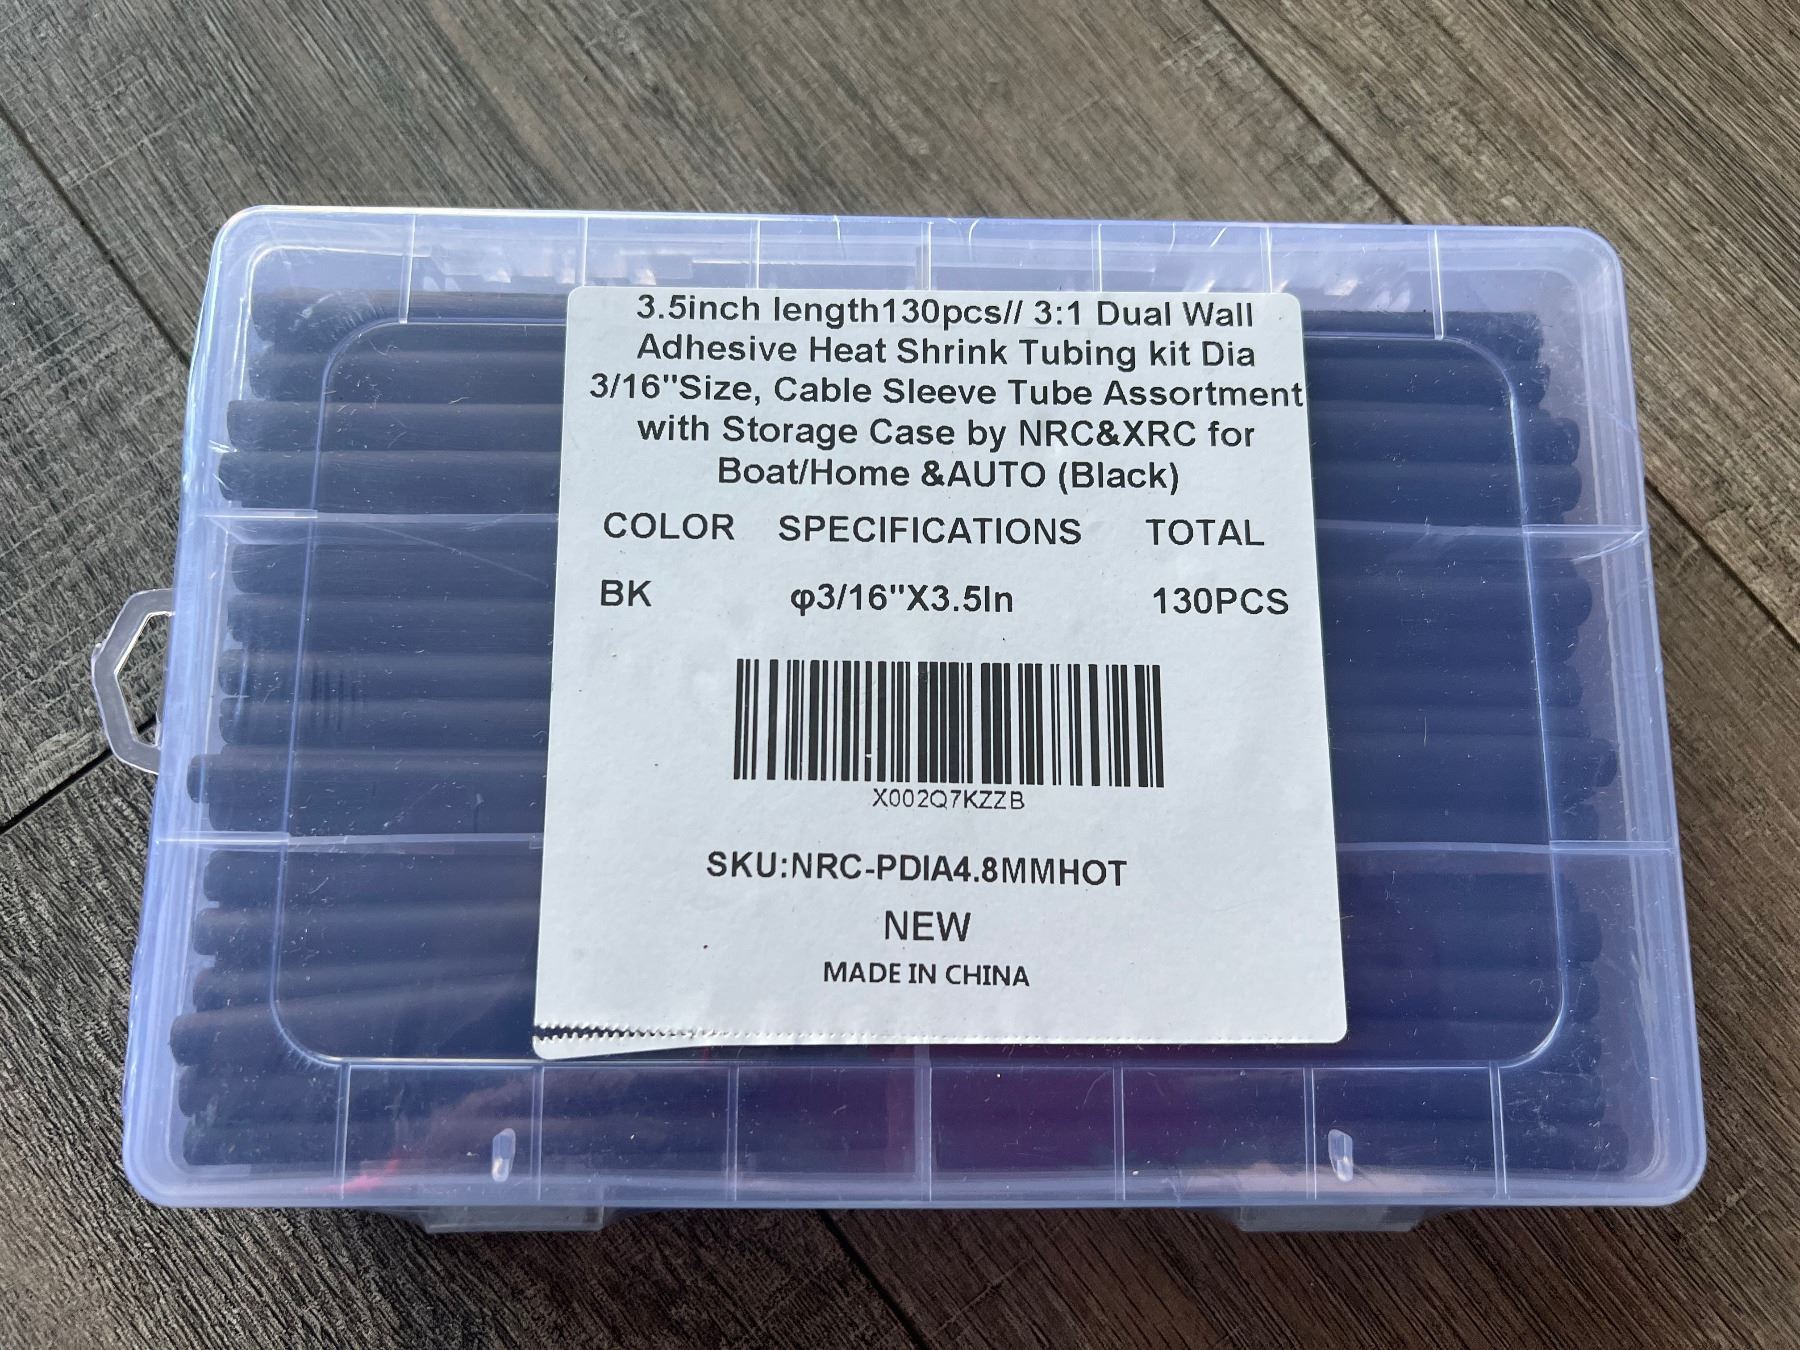 3.5inch length130pcs// 3:1 Dual Wall
Adhesive Heat Shrink Tubing kit Dia
3/16"Size, Cable Sleeve Tube Assortment
with Storage Case by NRC&XRC for
Boat/Home &AUTO (Black)
COLOR SPECIFICATIONS TOTAL
BK φ3/16"X3.5In 130PCS
X002Q7KZZB
SKU:NRC-PDIA4.8MMHOT
NEW
MADE IN CHINA